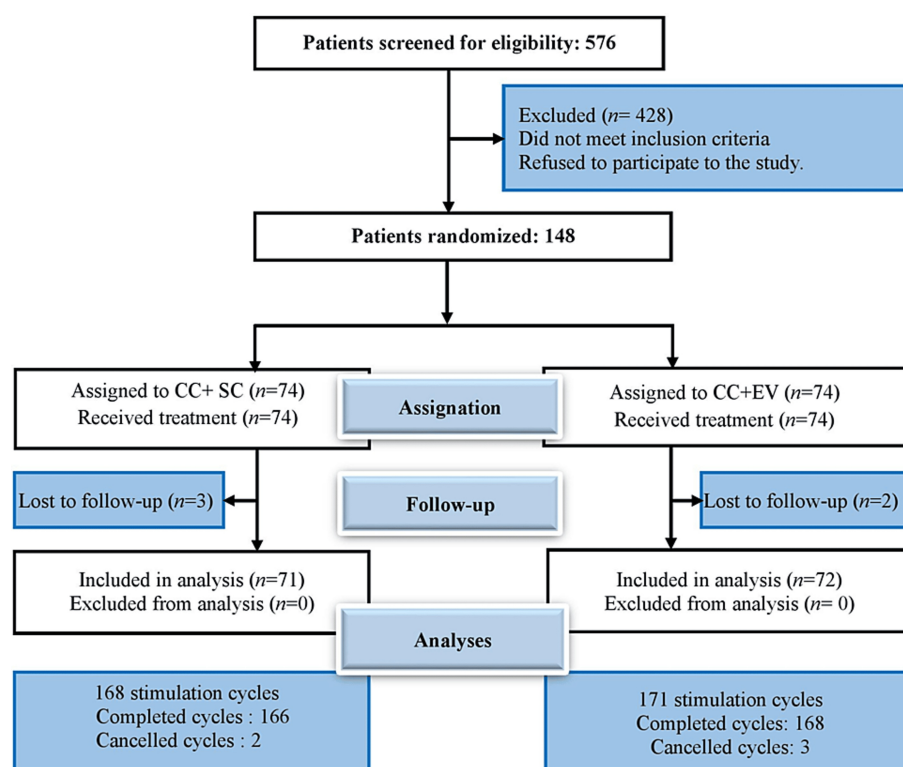 Patients screened for eligibility: 576
Excluded (n= 428)
Did not meet inclusion criteria
Refused to participate to the study.
Patients randomized: 148
Assigned to CC+ SC (n=74)
Received treatment (n=74)
Assignation
Assigned to CC+EV (n=74)
Received treatment (n=74)
Lost to follow-up (n=3)
Follow-up
Lost to follow-up (n=2)
Included in analysis (n=71)
Excluded from analysis (n=0)
Included in analysis (n=72)
Excluded from analysis (n= 0)
Analyses
168 stimulation cycles
Completed cycles : 166
Cancelled cycles : 2
171 stimulation cycles
Completed cycles: 168
Cancelled cycles: 3